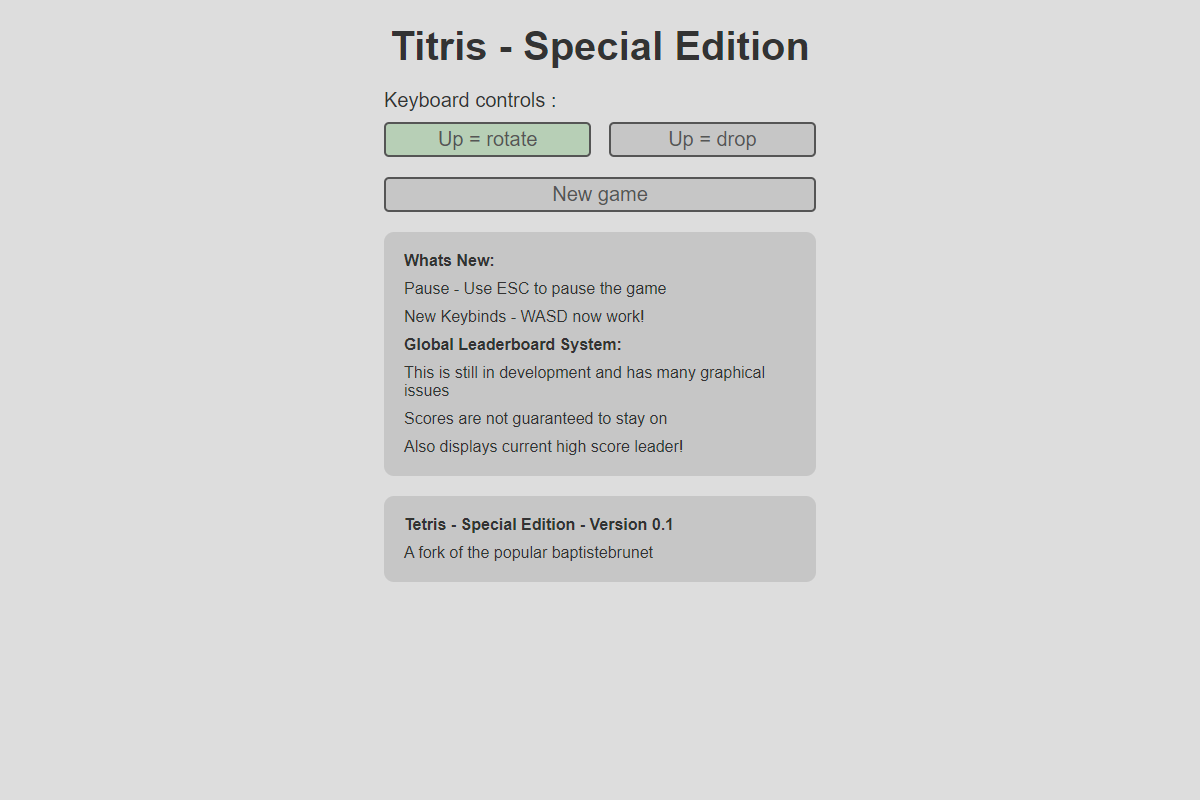 Titris - Special Edition
Keyboard controls :
Up = rotate
Up = drop
New game
Whats New:
Pause - Use ESC to pause the game
New Keybinds - WASD now work!
Global Leaderboard System:
This is still in development and has many graphical
issues
Scores are not guaranteed to stay on
Also displays current high score leader!
Tetris - Special Edition - Version 0.1
A fork of the popular baptistebrunet